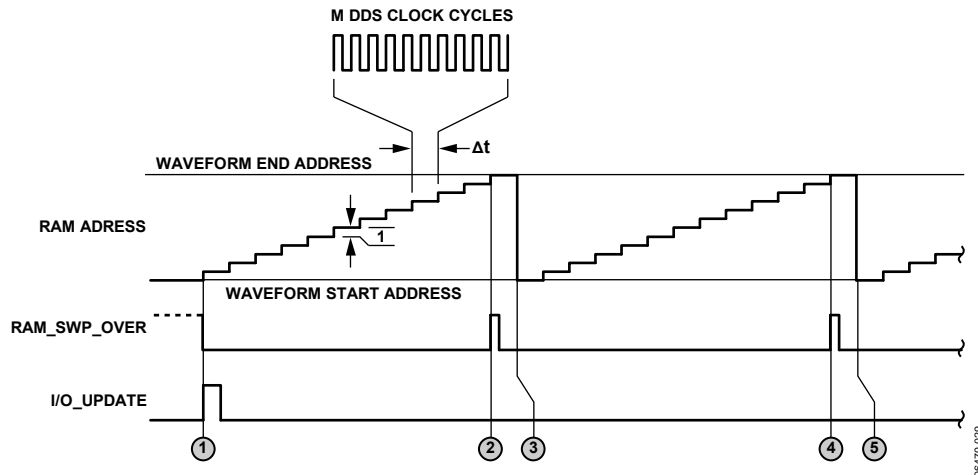 M DDS CLOCK CYCLES
Δt
WAVEFORM END ADDRESS
RAM ADRESS
1
WAVEFORM START ADDRESS
RAM_SWP_OVER
I/O_UPDATE
1 2 3 4 5